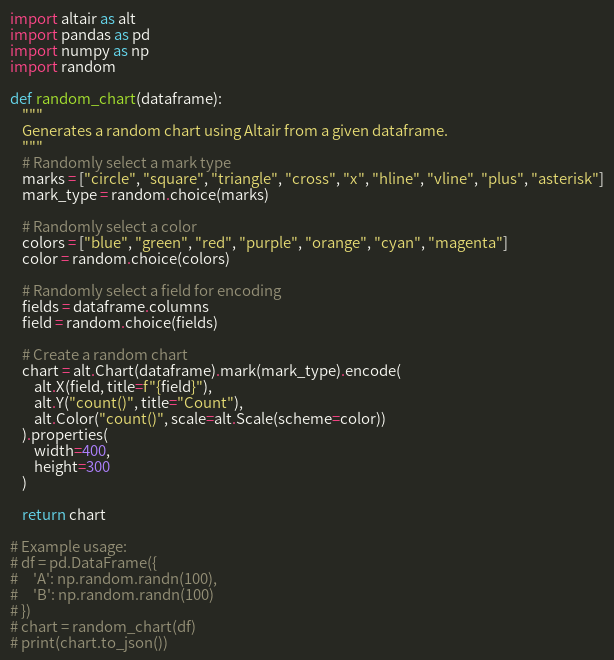 import altair as alt
import pandas as pd
import numpy as np
import random

def random_chart(dataframe):
    """
    Generates a random chart using Altair from a given dataframe.
    """
    # Randomly select a mark type
    marks = ["circle", "square", "triangle", "cross", "x", "hline", "vline", "plus", "asterisk"]
    mark_type = random.choice(marks)

    # Randomly select a color
    colors = ["blue", "green", "red", "purple", "orange", "cyan", "magenta"]
    color = random.choice(colors)

    # Randomly select a field for encoding
    fields = dataframe.columns
    field = random.choice(fields)

    # Create a random chart
    chart = alt.Chart(dataframe).mark(mark_type).encode(
        alt.X(field, title=f"{field}"),
        alt.Y("count()", title="Count"),
        alt.Color("count()", scale=alt.Scale(scheme=color))
    ).properties(
        width=400,
        height=300
    )

    return chart

# Example usage:
# df = pd.DataFrame({
#     'A': np.random.randn(100),
#     'B': np.random.randn(100)
# })
# chart = random_chart(df)
# print(chart.to_json())